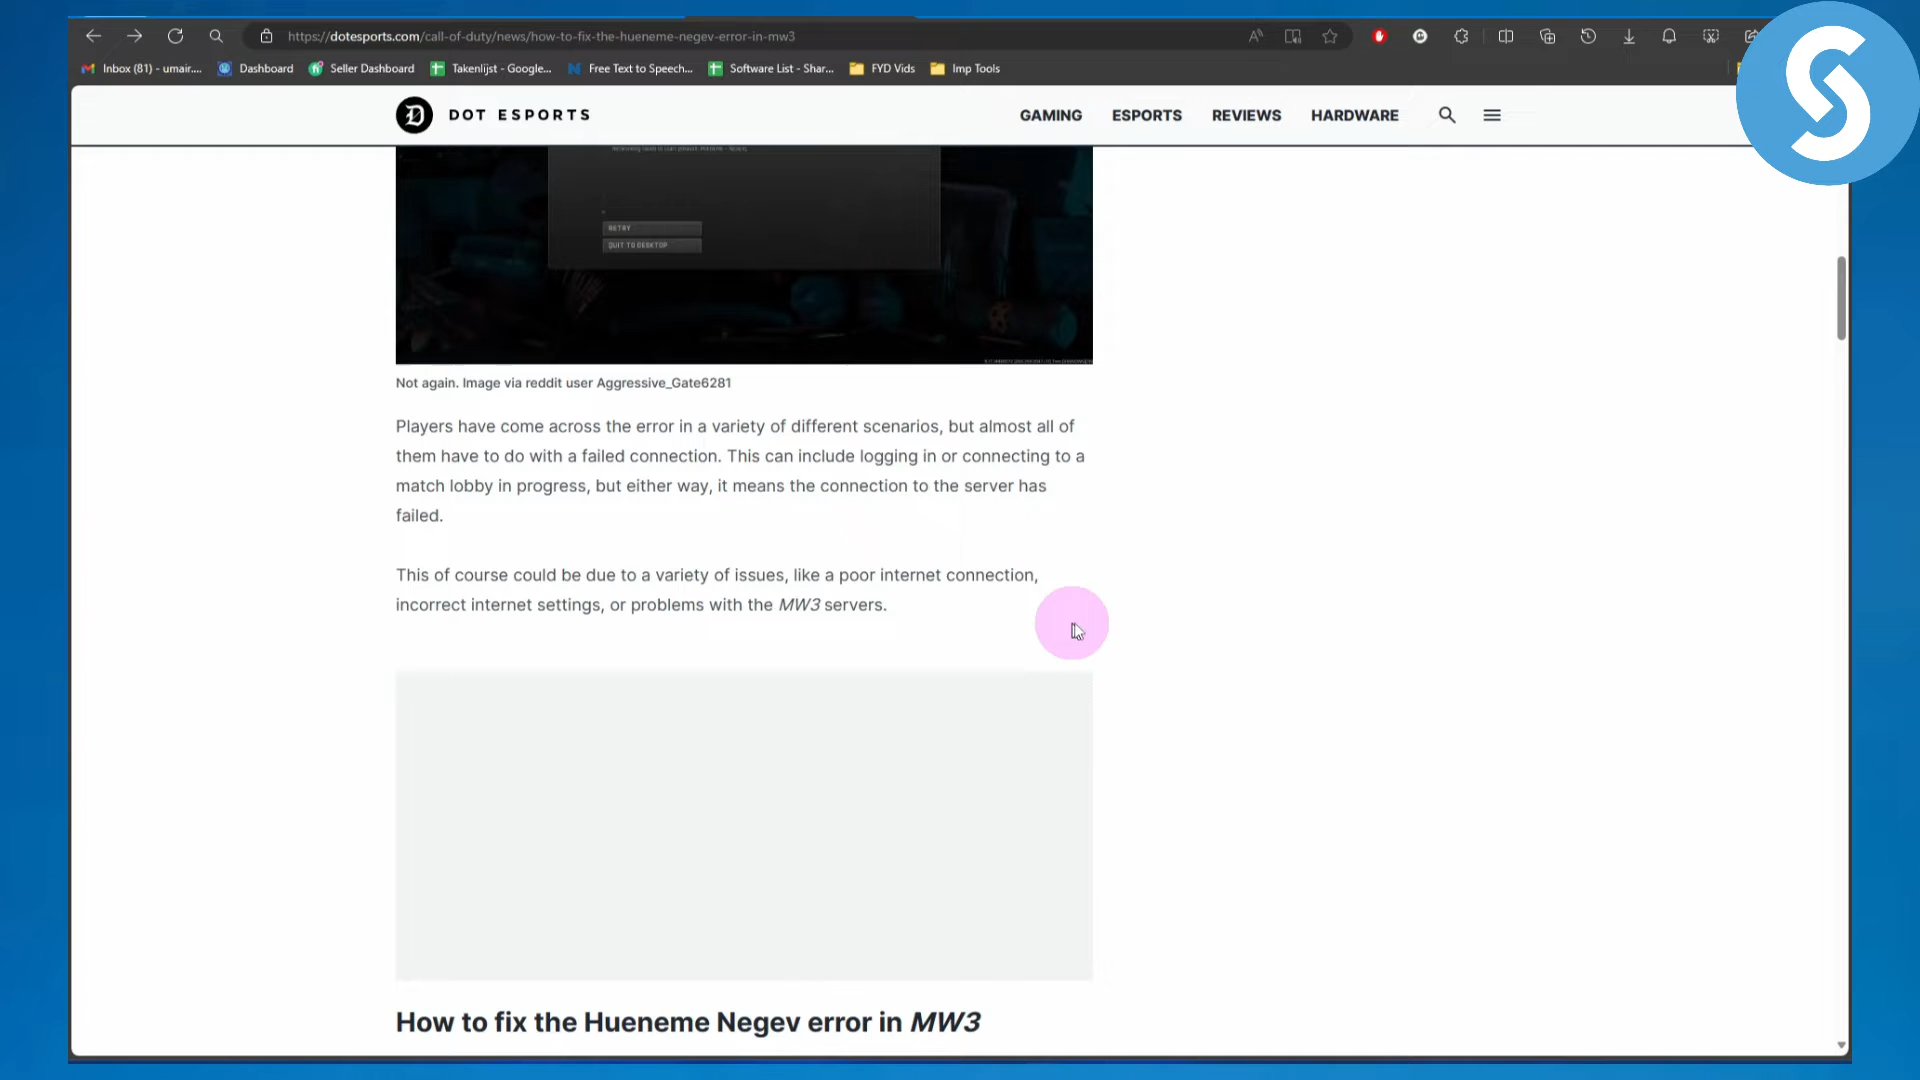 https://dotesports.com/call-of-duty/news/how-to-fix-the-hueneme-negev-error-in-mw3
Inbox (81) - umair.... Dashboard Seller Dashboard Takenlijst - Google... Free Text to Speech... Software List - Shar... FYD Vids Imp Tools
DOT ESPORTS GAMING ESPORTS REVIEWS HARDWARE
RETRY
QUIT TO DESKTOP
Not again. Image via reddit user Aggressive_Gate6281
Players have come across the error in a variety of different scenarios, but almost all of
them have to do with a failed connection. This can include logging in or connecting to a
match lobby in progress, but either way, it means the connection to the server has
failed.
This of course could be due to a variety of issues, like a poor internet connection,
incorrect internet settings, or problems with the MW3 servers.
How to fix the Hueneme Negev error in MW3